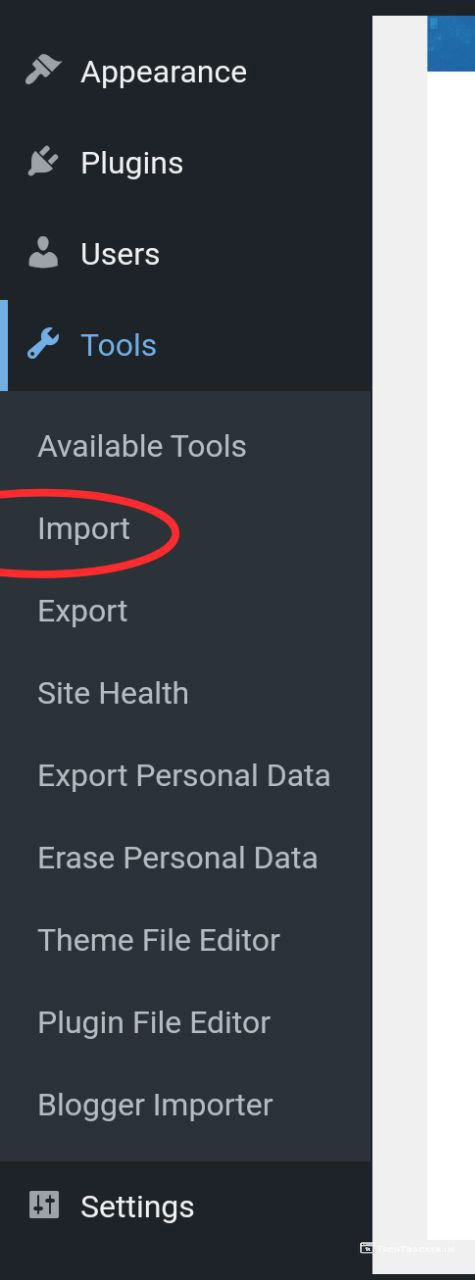 Appearance
Plugins
Users
Tools
Available Tools
Import
Export
Site Health
Export Personal Data
Erase Personal Data
Theme File Editor
Plugin File Editor
Blogger Importer
Settings